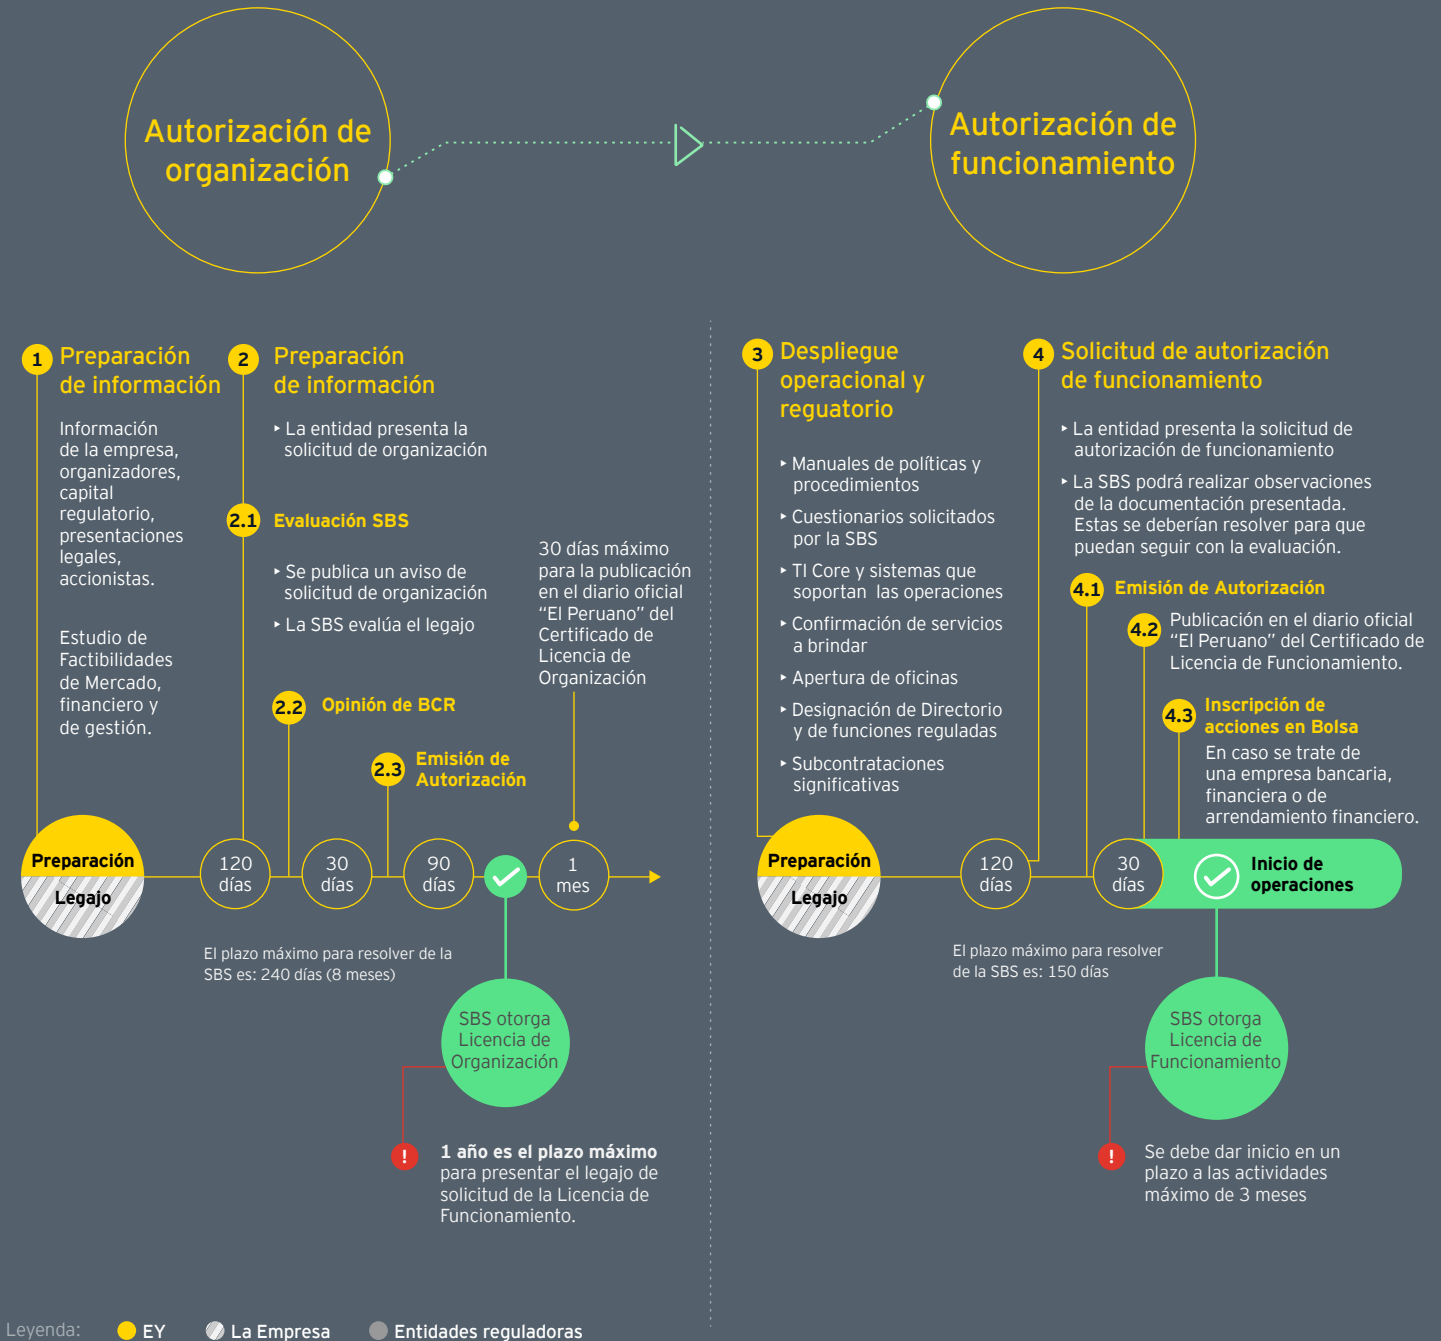 Autorización de
organización
Autorización de
funcionamiento
1 Preparación
de información
Información
de la empresa,
organizadores,
capital
regulatorio,
presentaciones
legales,
accionistas.
Estudio de
Factibilidades
de Mercado,
financiero y
de gestión.
2 Preparación
de información
‣ La entidad presenta la
solicitud de organización
2.1 Evaluación SBS
‣ Se publica un aviso de
solicitud de organización
‣ La SBS evalúa el legajo
2.2 Opinión de BCR
2.3 Emisión de
Autorización
30 días máximo
para la publicación
en el diario oficial
“El Peruano” del
Certificado de
Licencia de
Organización
Preparación
Legajo
120
días
30
días
90
días
1
mes
El plazo máximo para resolver de la
SBS es: 240 días (8 meses)
SBS otorga
Licencia de
Organización
! 1 año es el plazo máximo
para presentar el legajo de
solicitud de la Licencia de
Funcionamiento.
3 Despliegue
operacional y
reguatorio
‣ Manuales de políticas y
procedimientos
‣ Cuestionarios solicitados
por la SBS
‣ TI Core y sistemas que
soportan las operaciones
‣ Confirmación de servicios
a brindar
‣ Apertura de oficinas
‣ Designación de Directorio
y de funciones reguladas
‣ Subcontrataciones
significativas
4 Solicitud de autorización
de funcionamiento
‣ La entidad presenta la solicitud de
autorización de funcionamiento
‣ La SBS podrá realizar observaciones
de la documentación presentada.
Estas se deberían resolver para que
puedan seguir con la evaluación.
4.1 Emisión de Autorización
4.2 Publicación en el diario oficial
“El Peruano” del Certificado de
Licencia de Funcionamiento.
4.3 Inscripción de
acciones en Bolsa
En caso se trate de
una empresa bancaria,
financiera o de
arrendamiento financiero.
Preparación
Legajo
120
días
30
días
Inicio de
operaciones
El plazo máximo para resolver
de la SBS es: 150 días
SBS otorga
Licencia de
Funcionamiento
! Se debe dar inicio en un
plazo a las actividades
máximo de 3 meses
Leyenda: EY La Empresa Entidades reguladoras